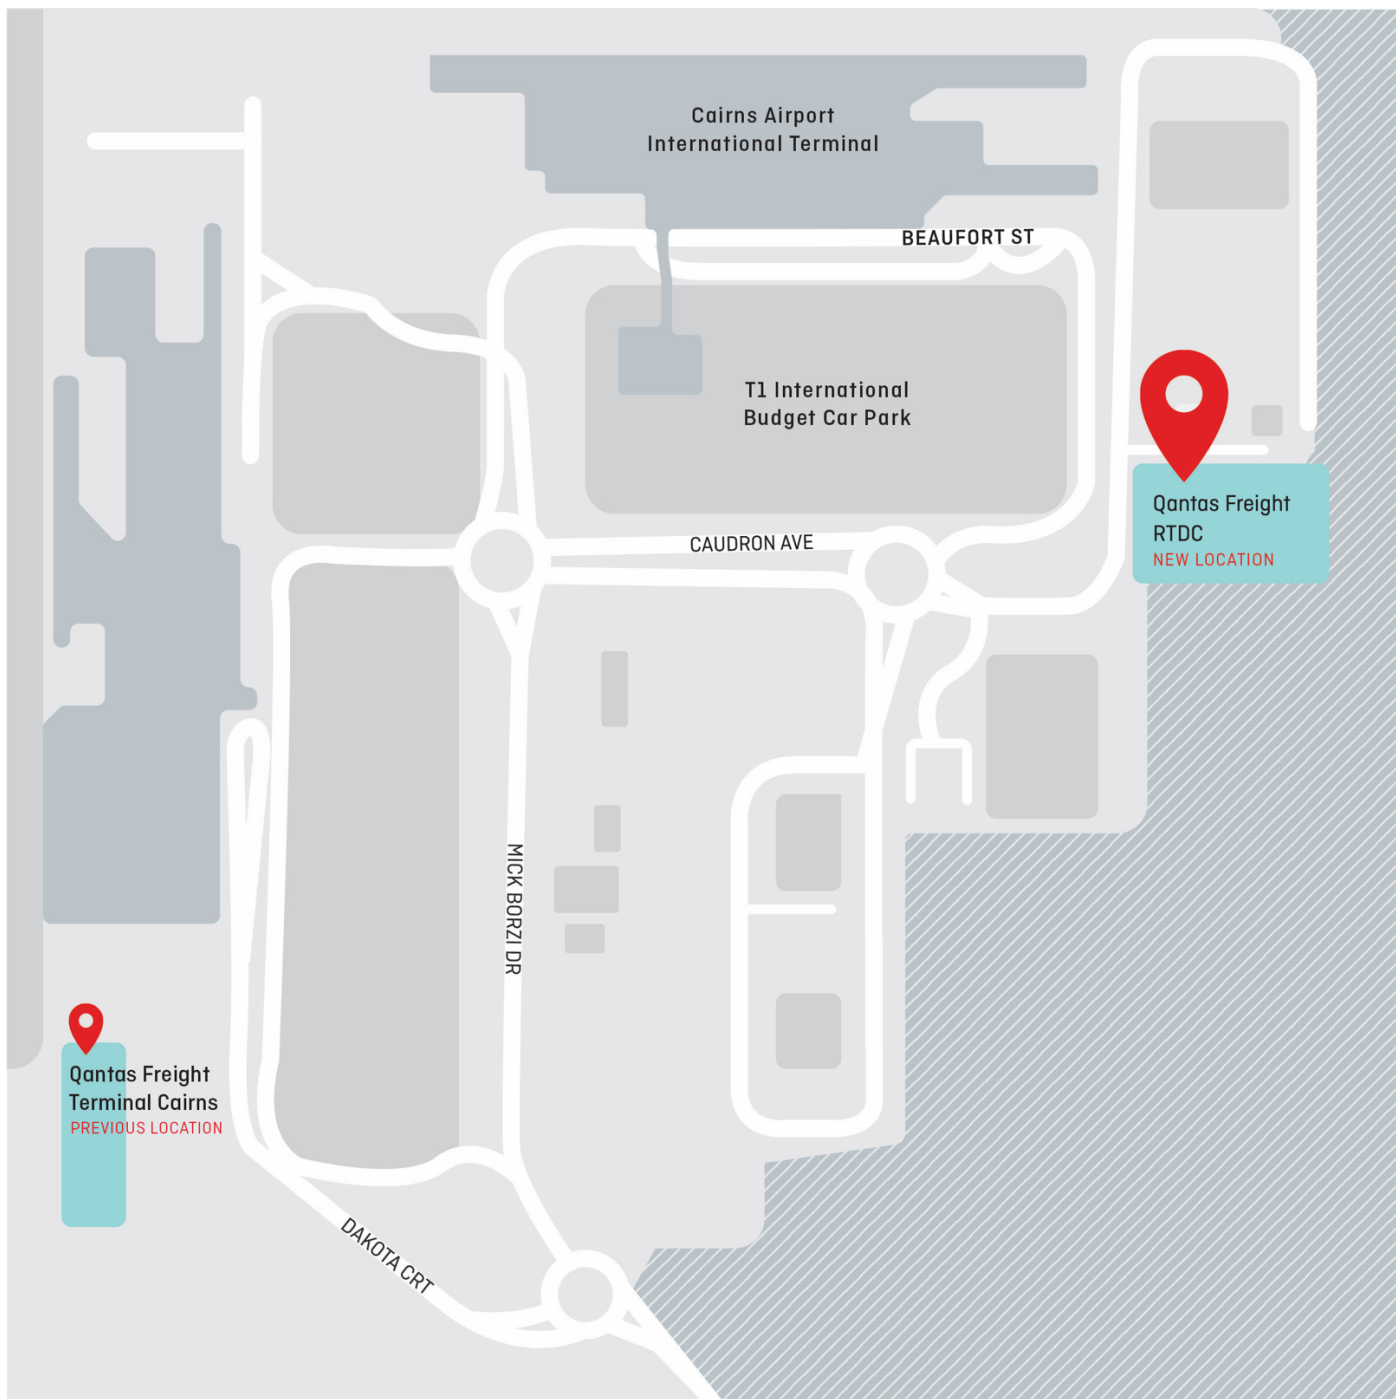 Cairns Airport
International Terminal
BEAUFORT ST
T1 International
Budget Car Park
Qantas Freight
RTDC
NEW LOCATION
CAUDRON AVE
MICK BORZI DR
Qantas Freight
Terminal Cairns
PREVIOUS LOCATION
DAKOTA CRT